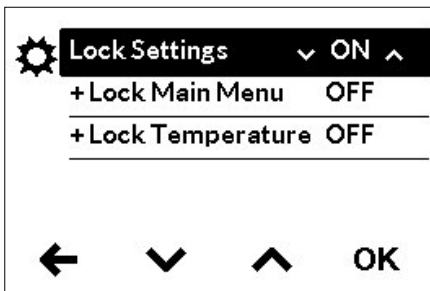 Lock Settings ON
+Lock Main Menu OFF
+Lock Temperature OFF
OK